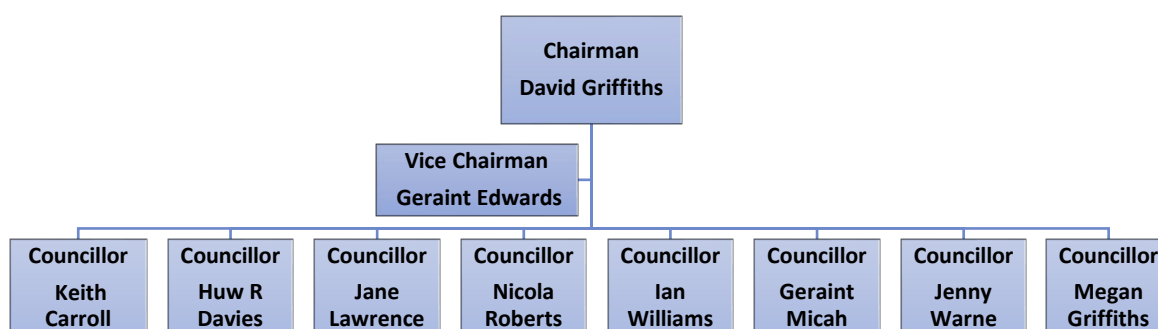 Chairman
David Griffiths
Vice Chairman
Geraint Edwards
Councillor
Keith
Carroll
Councillor
Huw R
Davies
Councillor
Jane
Lawrence
Councillor
Nicola
Roberts
Councillor
Ian
Williams
Councillor
Geraint
Micah
Councillor
Jenny
Warne
Councillor
Megan
Griffiths